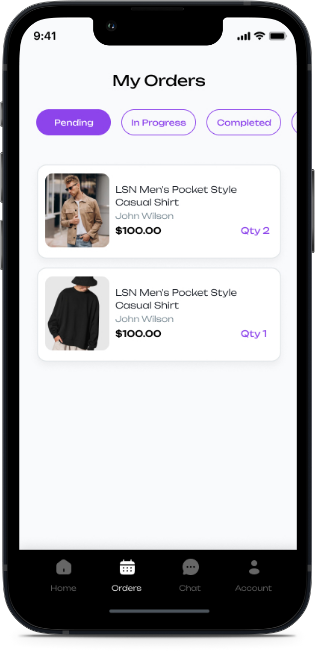 9:41
My Orders
Pending
In Progress
Completed
LSN Men's Pocket Style
Casual Shirt
John Wilson
$100.00
Qty 2
LSN Men's Pocket Style
Casual Shirt
John Wilson
$100.00
Qty 1
Home
Orders
Chat
Account